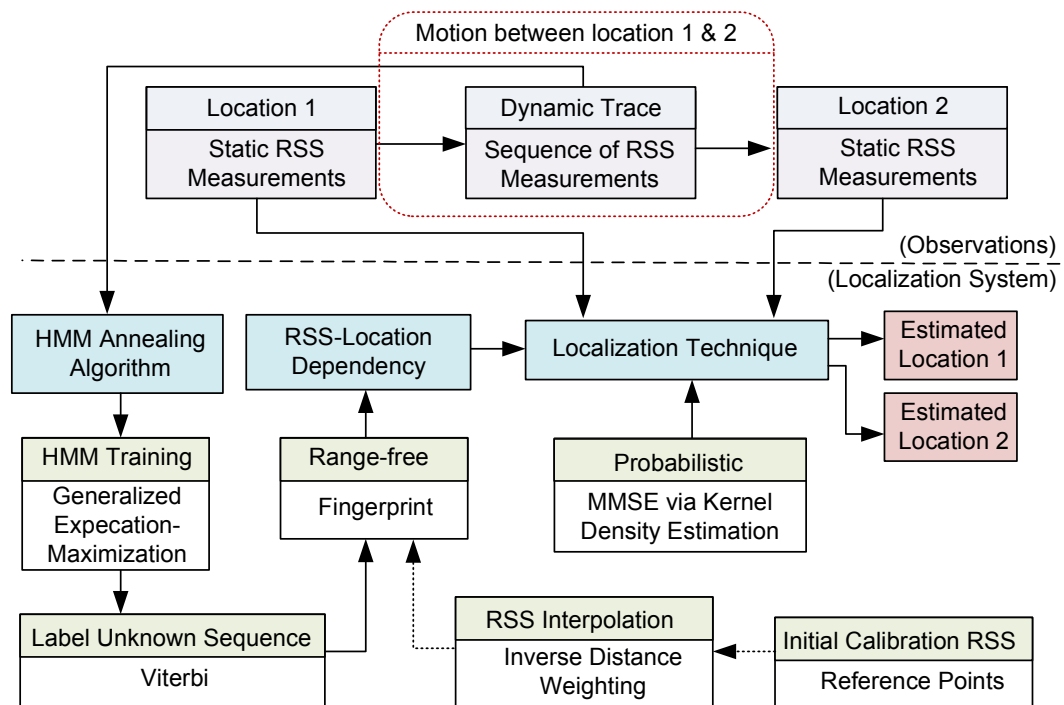 Motion between location 1 & 2
Location 1
Static RSS
Measurements
Dynamic Trace
Sequence of RSS
Measurements
Location 2
Static RSS
Measurements
(Observations)
(Localization System)
HMM Annealing
Algorithm
RSS-Location
Dependency
Localization Technique
Estimated
Location 1
Estimated
Location 2
HMM Training
Generalized
Expecation-
Maximization
Range-free
Fingerprint
Probabilistic
MMSE via Kernel
Density Estimation
Label Unknown Sequence
Viterbi
RSS Interpolation
Inverse Distance
Weighting
Initial Calibration RSS
Reference Points